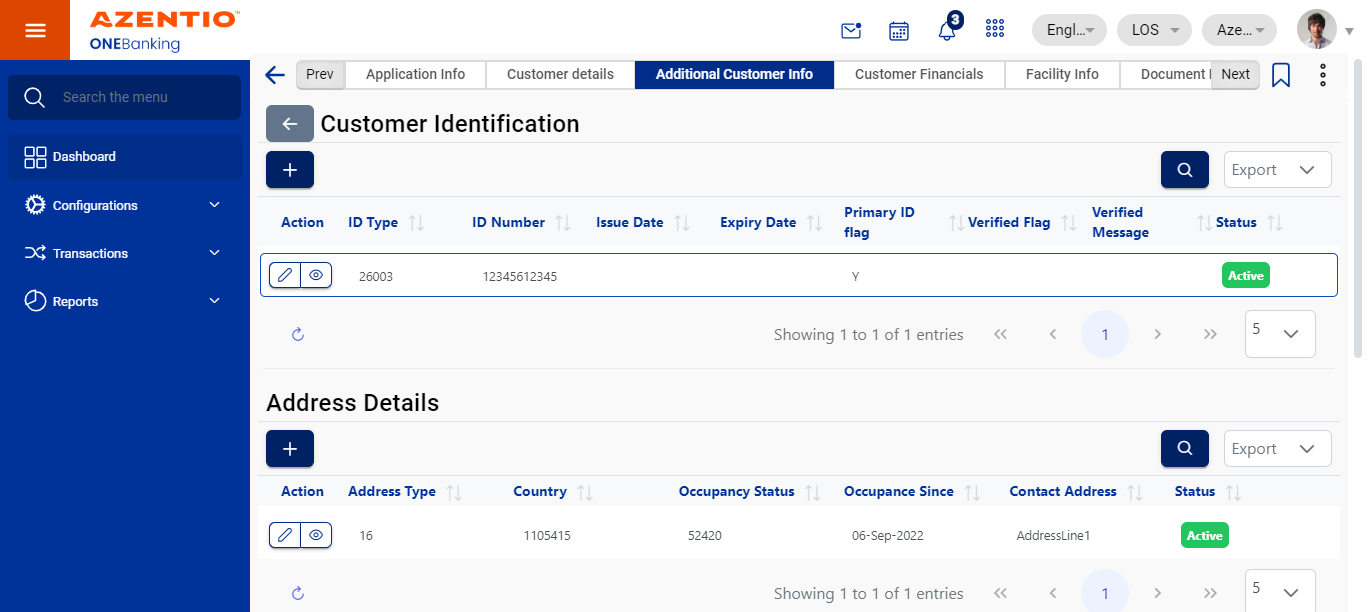 AZENTIO™
ONEBanking
3
Engl...
LOS
Aze...
Search the menu
Dashboard
Configurations
Transactions
Reports
Prev
Application Info
Customer details
Additional Customer Info
Customer Financials
Facility Info
Document I
Next
Customer Identification
Export
Action ID Type ID Number Issue Date Expiry Date Primary ID flag Verified Flag Verified Message Status
26003 12345612345 Y Active
Showing 1 to 1 of 1 entries
1
5
Address Details
Export
Action Address Type Country Occupancy Status Occupance Since Contact Address Status
16 1105415 52420 06-Sep-2022 AddressLine1 Active
Showing 1 to 1 of 1 entries
1
5